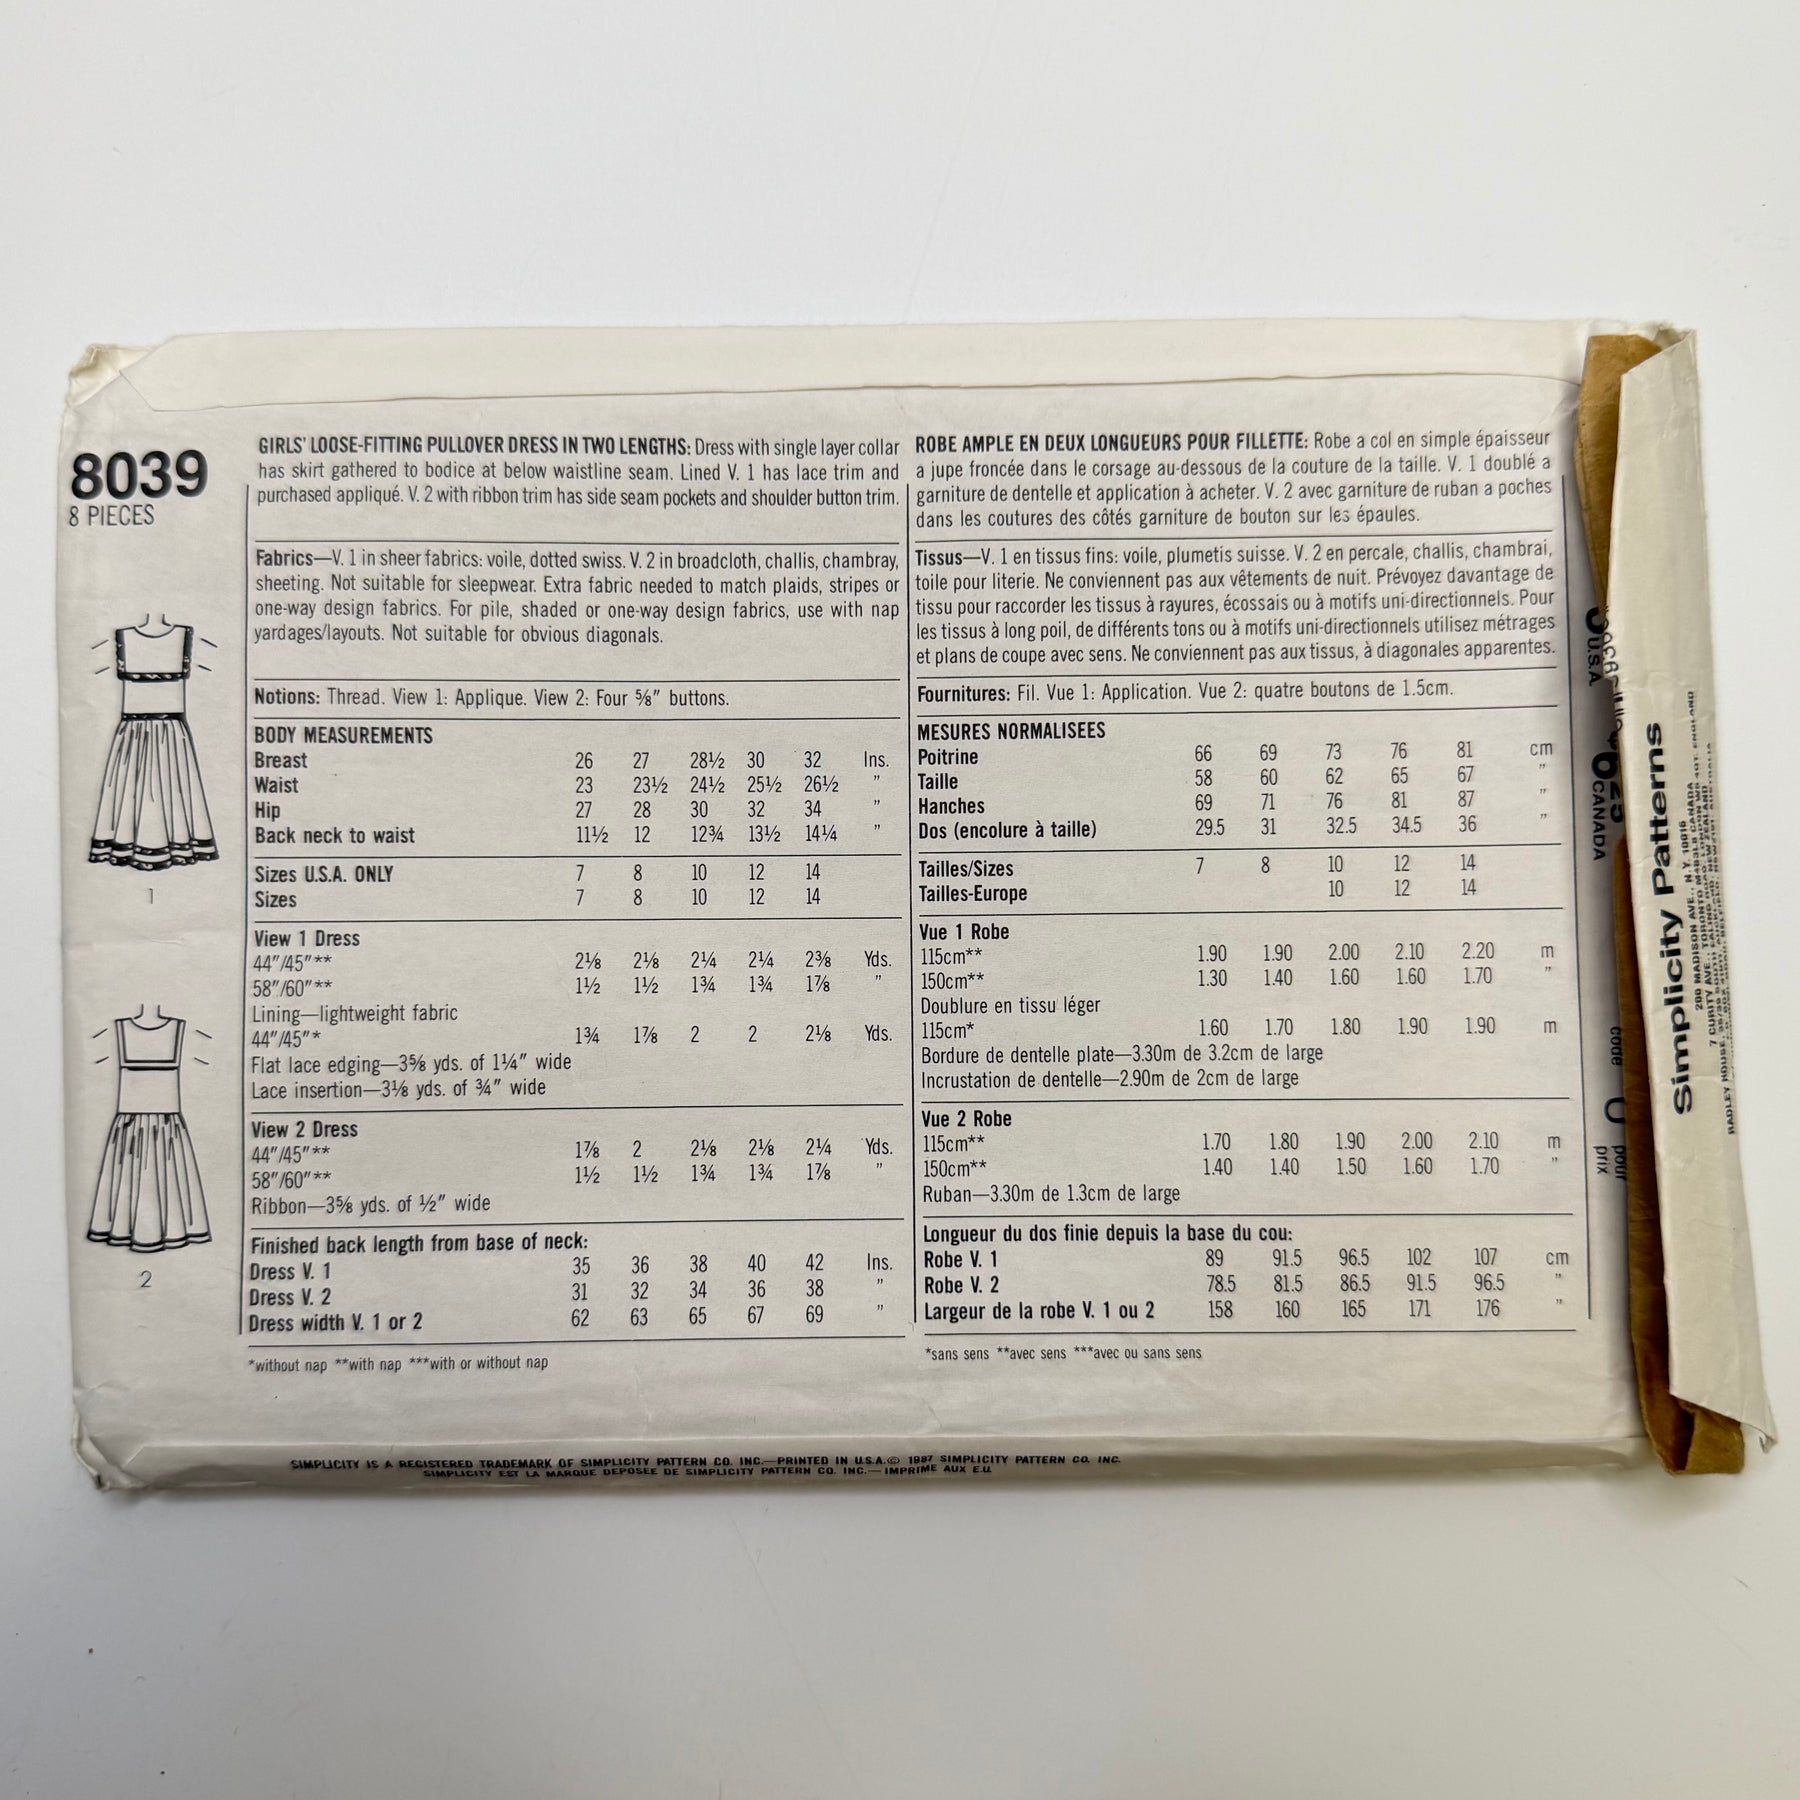 8039
8 PIECES
1
2
GIRLS' LOOSE-FITTING PULLOVER DRESS IN TWO LENGTHS: Dress with single layer collar
has skirt gathered to bodice at below waistline seam. Lined V. 1 has lace trim and
purchased appliqué. V. 2 with ribbon trim has side seam pockets and shoulder button trim.
Fabrics—V. 1 in sheer fabrics: voile, dotted swiss. V. 2 in broadcloth, challis, chambray,
sheeting. Not suitable for sleepwear. Extra fabric needed to match plaids, stripes or
one-way design fabrics. For pile, shaded or one-way design fabrics, use with nap
yardages/layouts. Not suitable for obvious diagonals.
Notions: Thread. View 1: Applique. View 2: Four ⅝" buttons.
BODY MEASUREMENTS
Breast 26 27 28½ 30 32 Ins.
Waist 23 23½ 24½ 25½ 26½ "
Hip 27 28 30 32 34 "
Back neck to waist 11½ 12 12¾ 13½ 14¼ "
Sizes U.S.A. ONLY 7 8 10 12 14
Sizes 7 8 10 12 14
View 1 Dress
44"/45"** 2⅛ 2⅛ 2¼ 2¼ 2⅜ Yds.
58"/60"** 1½ 1½ 1¾ 1¾ 1⅞ "
Lining—lightweight fabric
44"/45"* 1¾ 1⅞ 2 2 2⅛ Yds.
Flat lace edging—3⅝ yds. of 1¼" wide
Lace insertion—3⅛ yds. of ¾" wide
View 2 Dress
44"/45"** 1⅞ 2 2⅛ 2⅛ 2¼ Yds.
58"/60"** 1½ 1½ 1¾ 1¾ 1⅞ "
Ribbon—3⅝ yds. of ½" wide
Finished back length from base of neck:
Dress V. 1 35 36 38 40 42 Ins.
Dress V. 2 31 32 34 36 38 "
Dress width V. 1 or 2 62 63 65 67 69 "
*without nap **with nap ***with or without nap
ROBE AMPLE EN DEUX LONGUEURS POUR FILLETTE: Robe a col en simple épaisseur
a jupe froncée dans le corsage au-dessous de la couture de la taille. V. 1 doublé a
garniture de dentelle et application à acheter. V. 2 avec garniture de ruban a poches
dans les coutures des côtés garniture de bouton sur les épaules.
Tissus—V. 1 en tissus fins: voile, plumetis suisse. V. 2 en percale, challis, chambrai,
toile pour literie. Ne conviennent pas aux vêtements de nuit. Prévoyez davantage de
tissu pour raccorder les tissus à rayures, écossais ou à motifs uni-directionnels. Pour
les tissus à long poil, de différents tons ou à motifs uni-directionnels utilisez métrages
et plans de coupe avec sens. Ne conviennent pas aux tissus, à diagonales apparentes.
Fournitures: Fil. Vue 1: Application. Vue 2: quatre boutons de 1.5cm.
MESURES NORMALISEES
Poitrine 66 69 73 76 81 cm
Taille 58 60 62 65 67 "
Hanches 69 71 76 81 87 "
Dos (encolure à taille) 29.5 31 32.5 34.5 36 "
Tailles/Sizes 7 8 10 12 14
Tailles-Europe 10 12 14
Vue 1 Robe
115cm** 1.90 1.90 2.00 2.10 2.20 m
150cm** 1.30 1.40 1.60 1.60 1.70 "
Doublure en tissu léger
115cm* 1.60 1.70 1.80 1.90 1.90 m
Bordure de dentelle plate—3.30m de 3.2cm de large
Incrustation de dentelle—2.90m de 2cm de large
Vue 2 Robe
115cm** 1.70 1.80 1.90 2.00 2.10 m
150cm** 1.40 1.40 1.50 1.60 1.70 "
Ruban—3.30m de 1.3cm de large
Longueur du dos finie depuis la base du cou:
Robe V. 1 89 91.5 96.5 102 107 cm
Robe V. 2 78.5 81.5 86.5 91.5 96.5 "
Largeur de la robe V. 1 ou 2 158 160 165 171 176 "
*sans sens **avec sens ***avec ou sans sens
U.S.A.
CANADA
code
pour
prix
Simplicity Patterns
200 MADISON AVE., N.Y. 10016
SIMPLICITY IS A REGISTERED TRADEMARK OF SIMPLICITY PATTERN CO. INC.—PRINTED IN U.S.A.© 1987 SIMPLICITY PATTERN CO. INC.
SIMPLICITY EST LA MARQUE DEPOSEE DE SIMPLICITY PATTERN CO. INC.—IMPRIME AUX E.U.